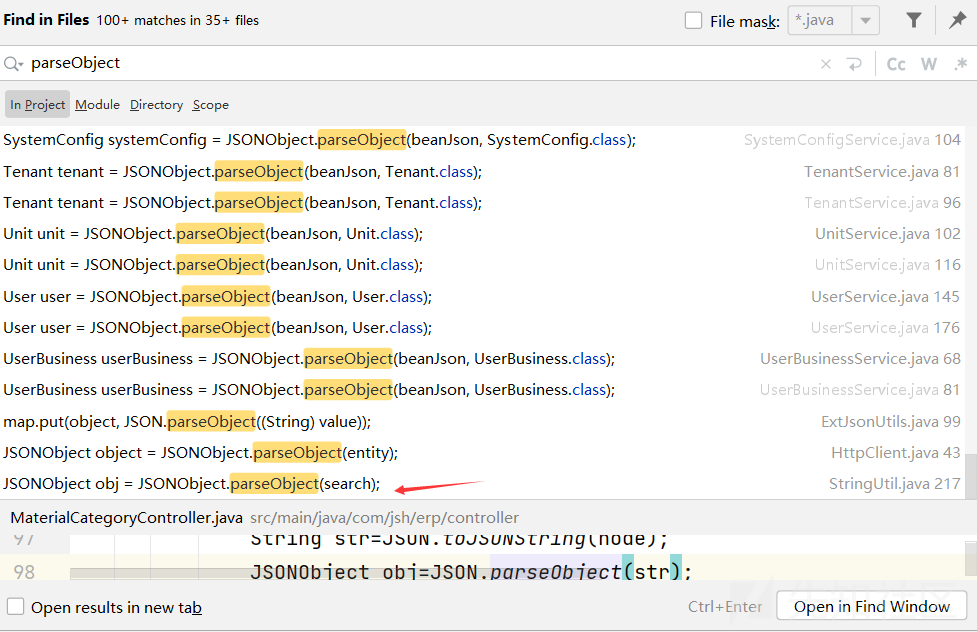 Find in Files 100+ matches in 35+ files
File mask: *.java
parseObject
Cc W .*
In Project Module Directory Scope
SystemConfig systemConfig = JSONObject.parseObject(beanJson, SystemConfig.class); SystemConfigService.java 104
Tenant tenant = JSONObject.parseObject(beanJson, Tenant.class); TenantService.java 81
Tenant tenant = JSONObject.parseObject(beanJson, Tenant.class); TenantService.java 96
Unit unit = JSONObject.parseObject(beanJson, Unit.class); UnitService.java 102
Unit unit = JSONObject.parseObject(beanJson, Unit.class); UnitService.java 116
User user = JSONObject.parseObject(beanJson, User.class); UserService.java 145
User user = JSONObject.parseObject(beanJson, User.class); UserService.java 176
UserBusiness userBusiness = JSONObject.parseObject(beanJson, UserBusiness.class); UserBusinessService.java 68
UserBusiness userBusiness = JSONObject.parseObject(beanJson, UserBusiness.class); UserBusinessService.java 81
map.put(object, JSON.parseObject((String) value)); ExtJsonUtils.java 99
JSONObject object = JSONObject.parseObject(entity); HttpClient.java 43
JSONObject obj = JSONObject.parseObject(search); StringUtil.java 217
MaterialCategoryController.java src/main/java/com/jsh/erp/controller
97 String str=JSON.toJSONString(node);
98 JSONObject obj=JSON.parseObject(str);
Open results in new tab Ctrl+Enter Open in Find Window